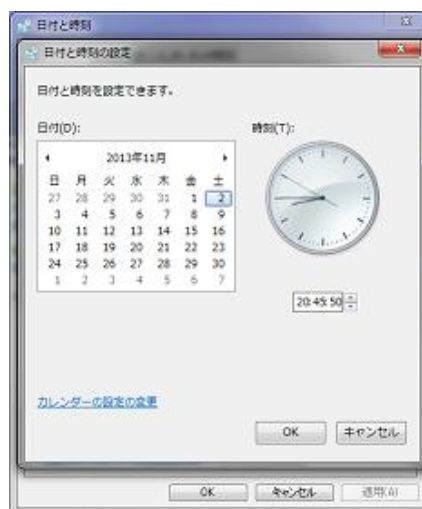 日付と時刻
日付と時刻の設定
日付と時刻を設定できます。
日付(D):
時刻(T):
2013年11月
日 月 火 水 木 金 土
27 28 29 30 31 1 2
3 4 5 6 7 8 9
10 11 12 13 14 15 16
17 18 19 20 21 22 23
24 25 26 27 28 29 30
1 2 3 4 5 6 7
20:45:50
カレンダーの設定の変更
OK キャンセル
OK キャンセル 適用(A)